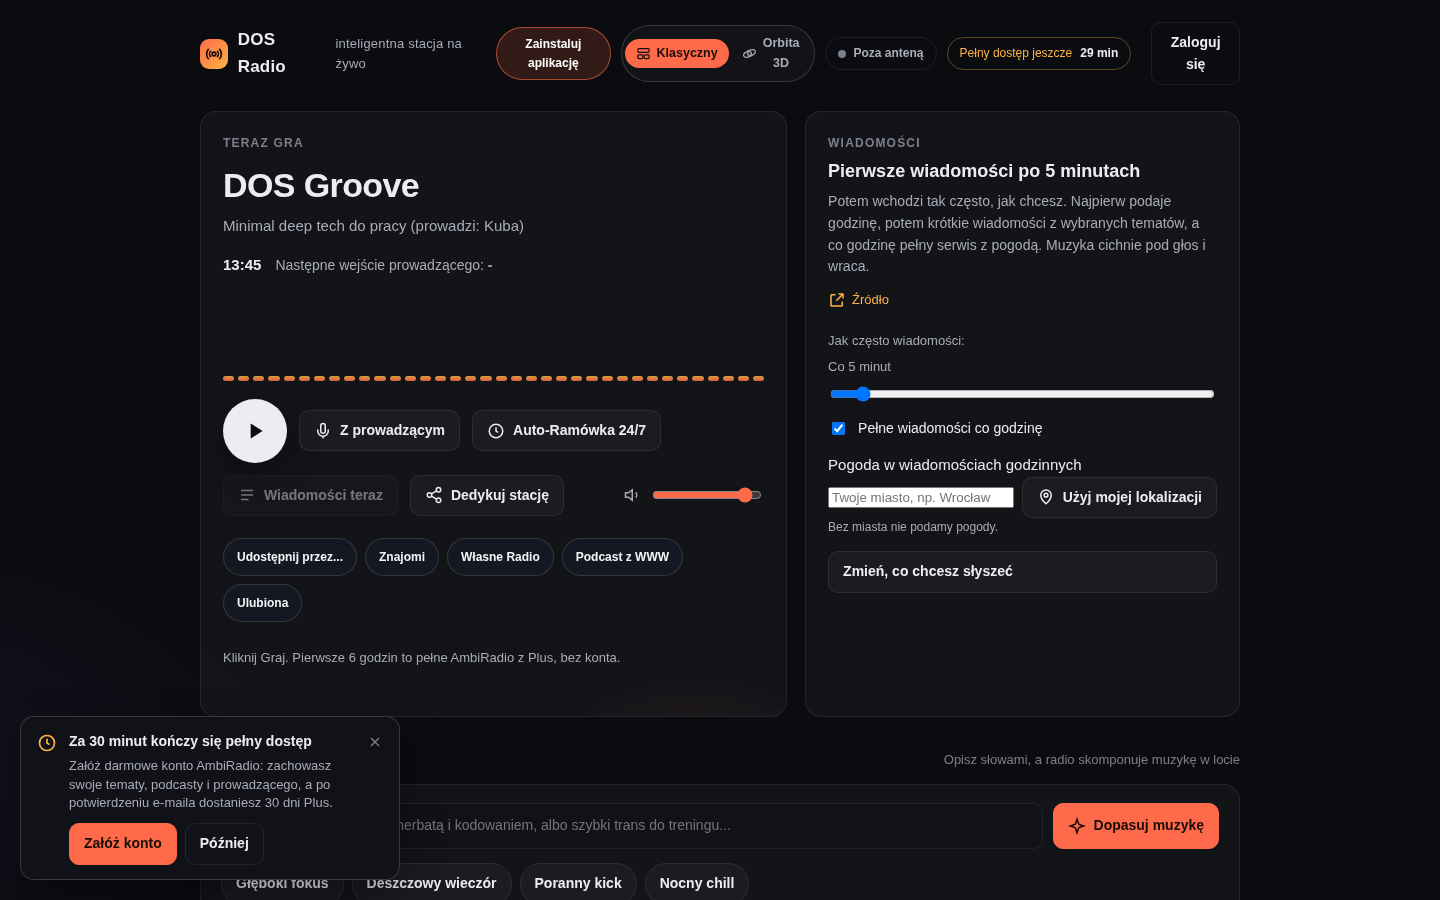 DOS
Radio
inteligentna stacja na
żywo
Zainstaluj
aplikację
Klasyczny
Orbita
3D
Poza anteną
Pełny dostęp jeszcze 29 min
Zaloguj
się
TERAZ GRA
DOS Groove
Minimal deep tech do pracy (prowadzi: Kuba)
13:45 Następne wejście prowadzącego: -
Z prowadzącym
Auto-Ramówka 24/7
Wiadomości teraz
Dedykuj stację
Udostępnij przez...
Znajomi
Własne Radio
Podcast z WWW
Ulubiona
Kliknij Graj. Pierwsze 6 godzin to pełne AmbiRadio z Plus, bez konta.
WIADOMOŚCI
Pierwsze wiadomości po 5 minutach
Potem wchodzi tak często, jak chcesz. Najpierw podaje
godzinę, potem krótkie wiadomości z wybranych tematów, a
co godzinę pełny serwis z pogodą. Muzyka cichnie pod głos i
wraca.
Źródło
Jak często wiadomości:
Co 5 minut
Pełne wiadomości co godzinę
Pogoda w wiadomościach godzinnych
Twoje miasto, np. Wrocław
Użyj mojej lokalizacji
Bez miasta nie podamy pogody.
Zmień, co chcesz słyszeć
Za 30 minut kończy się pełny dostęp
Załóż darmowe konto AmbiRadio: zachowasz
swoje tematy, podcasty i prowadzącego, a po
potwierdzeniu e-maila dostaniesz 30 dni Plus.
Załóż konto
Później
Opisz słowami, a radio skomponuje muzykę w locie
i kodowaniem, albo szybki trans do treningu...
Dopasuj muzykę
Głęboki fokus
Deszczowy wieczór
Poranny kick
Nocny chill